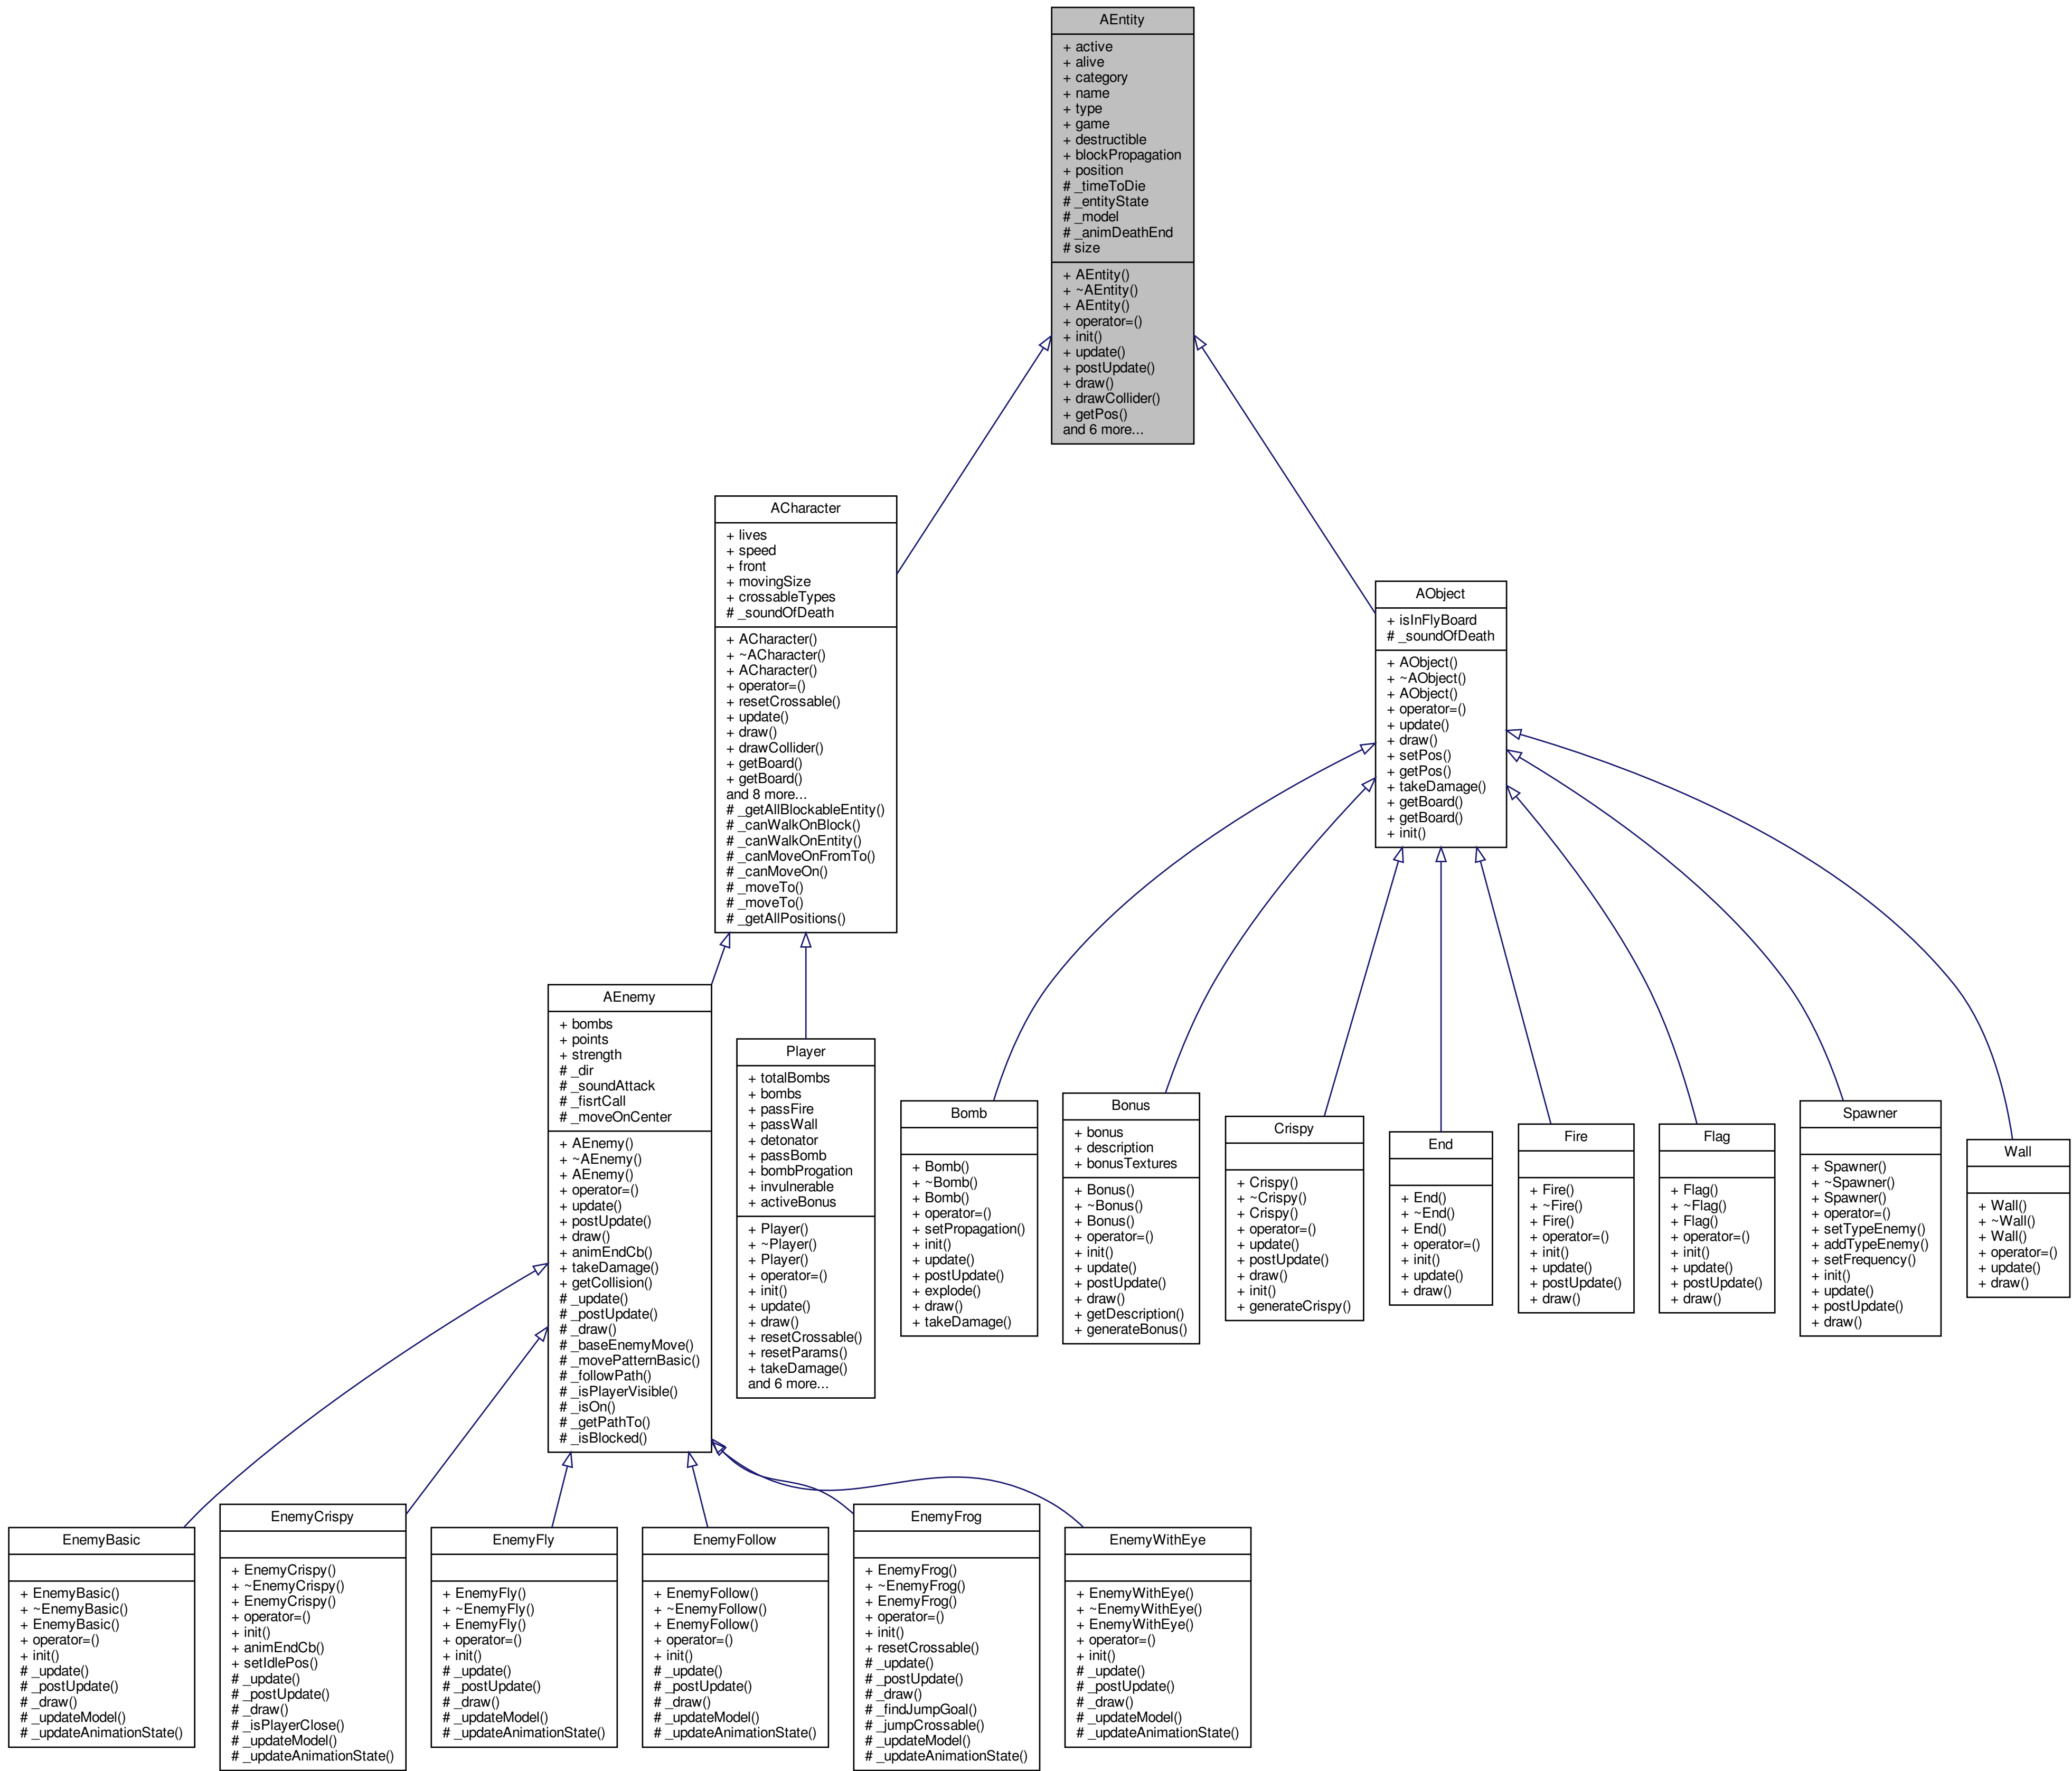 AEntity
+ active
+ alive
+ category
+ name
+ type
+ game
+ destructible
+ blockPropagation
+ position
# _timeToDie
# _entityState
# _model
# _animDeathEnd
# size
+ AEntity()
+ ~AEntity()
+ AEntity()
+ operator=()
+ init()
+ update()
+ postUpdate()
+ draw()
+ drawCollider()
+ getPos()
and 6 more...
ACharacter
+ lives
+ speed
+ front
+ movingSize
+ crossableTypes
# _soundOfDeath
+ ACharacter()
+ ~ACharacter()
+ ACharacter()
+ operator=()
+ resetCrossable()
+ update()
+ draw()
+ drawCollider()
+ getBoard()
+ getBoard()
and 8 more...
# _getAllBlockableEntity()
# _canWalkOnBlock()
# _canWalkOnEntity()
# _canMoveOnFromTo()
# _canMoveOn()
# _moveTo()
# _moveTo()
# _getAllPositions()
AObject
+ isInFlyBoard
# _soundOfDeath
+ AObject()
+ ~AObject()
+ AObject()
+ operator=()
+ update()
+ draw()
+ setPos()
+ getPos()
+ takeDamage()
+ getBoard()
+ getBoard()
+ init()
AEnemy
+ bombs
+ points
+ strength
# _dir
# _soundAttack
# _fisrtCall
# _moveOnCenter
+ AEnemy()
+ ~AEnemy()
+ AEnemy()
+ operator=()
+ update()
+ postUpdate()
+ draw()
+ animEndCb()
+ takeDamage()
+ getCollision()
# _update()
# _postUpdate()
# _draw()
# _baseEnemyMove()
# _movePatternBasic()
# _followPath()
# _isPlayerVisible()
# _isOn()
# _getPathTo()
# _isBlocked()
Player
+ totalBombs
+ bombs
+ passFire
+ passWall
+ detonator
+ passBomb
+ bombProgation
+ invulnerable
+ activeBonus
+ Player()
+ ~Player()
+ Player()
+ operator=()
+ init()
+ update()
+ draw()
+ resetCrossable()
+ resetParams()
+ takeDamage()
and 6 more...
Bomb
+ Bomb()
+ ~Bomb()
+ Bomb()
+ operator=()
+ setPropagation()
+ init()
+ update()
+ postUpdate()
+ explode()
+ draw()
+ takeDamage()
Bonus
+ bonus
+ description
+ bonusTextures
+ Bonus()
+ ~Bonus()
+ Bonus()
+ operator=()
+ init()
+ update()
+ postUpdate()
+ draw()
+ getDescription()
+ generateBonus()
Crispy
+ Crispy()
+ ~Crispy()
+ Crispy()
+ operator=()
+ update()
+ postUpdate()
+ draw()
+ init()
+ generateCrispy()
End
+ End()
+ ~End()
+ End()
+ operator=()
+ init()
+ update()
+ draw()
Fire
+ Fire()
+ ~Fire()
+ Fire()
+ operator=()
+ init()
+ update()
+ postUpdate()
+ draw()
Flag
+ Flag()
+ ~Flag()
+ Flag()
+ operator=()
+ init()
+ update()
+ postUpdate()
+ draw()
Spawner
+ Spawner()
+ ~Spawner()
+ Spawner()
+ operator=()
+ setTypeEnemy()
+ addTypeEnemy()
+ setFrequency()
+ init()
+ update()
+ postUpdate()
+ draw()
Wall
+ Wall()
+ ~Wall()
+ Wall()
+ operator=()
+ update()
+ draw()
EnemyBasic
+ EnemyBasic()
+ ~EnemyBasic()
+ EnemyBasic()
+ operator=()
+ init()
# _update()
# _postUpdate()
# _draw()
# _updateModel()
# _updateAnimationState()
EnemyCrispy
+ EnemyCrispy()
+ ~EnemyCrispy()
+ EnemyCrispy()
+ operator=()
+ init()
+ animEndCb()
+ setIdlePos()
# _update()
# _postUpdate()
# _draw()
# _isPlayerClose()
# _updateModel()
# _updateAnimationState()
EnemyFly
+ EnemyFly()
+ ~EnemyFly()
+ EnemyFly()
+ operator=()
+ init()
# _update()
# _postUpdate()
# _draw()
# _updateModel()
# _updateAnimationState()
EnemyFollow
+ EnemyFollow()
+ ~EnemyFollow()
+ EnemyFollow()
+ operator=()
+ init()
# _update()
# _postUpdate()
# _draw()
# _updateModel()
# _updateAnimationState()
EnemyFrog
+ EnemyFrog()
+ ~EnemyFrog()
+ EnemyFrog()
+ operator=()
+ init()
+ resetCrossable()
# _update()
# _postUpdate()
# _draw()
# _findJumpGoal()
# _jumpCrossable()
# _updateModel()
# _updateAnimationState()
EnemyWithEye
+ EnemyWithEye()
+ ~EnemyWithEye()
+ EnemyWithEye()
+ operator=()
+ init()
# _update()
# _postUpdate()
# _draw()
# _updateModel()
# _updateAnimationState()